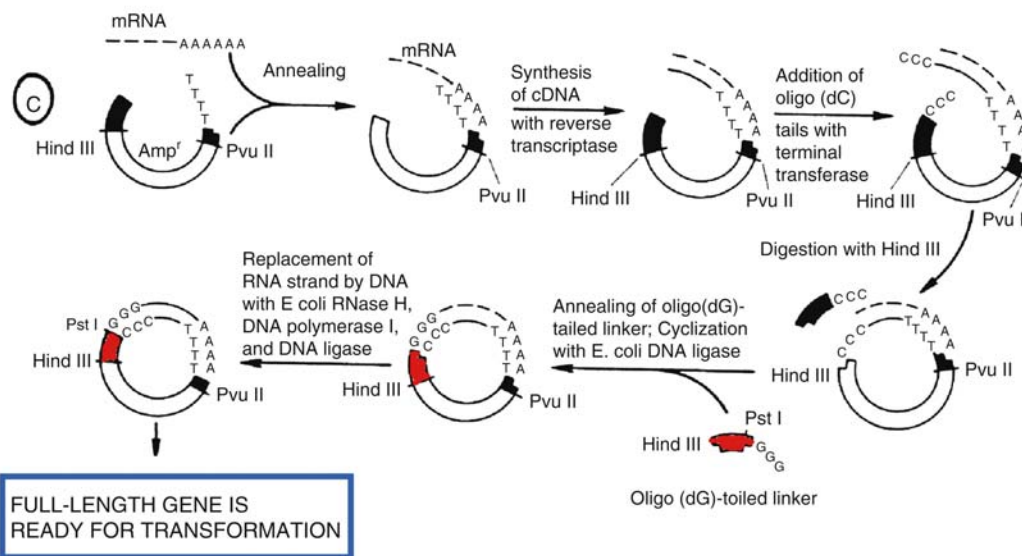 mRNA
AAAAAA
T
T
T
T
T
C
Hind III
Amp^r
Pvu II
Annealing
mRNA
AAAA
TTTT
Pvu II
Synthesis
of cDNA
with reverse
transcriptase
AAAA
TTTT
Hind III
Pvu II
Addition of
oligo (dC)
tails with
terminal
transferase
CCC
CCC
AAAA
TTTT
Hind III
Pvu I
Digestion with Hind III
CCC
AAAA
TTTT
CCC
Hind III
Pvu II
Annealing of oligo(dG)-
tailed linker; Cyclization
with E. coli DNA ligase
Pst I
Hind III
GGG
Oligo (dG)-toiled linker
GGG
CCC
AAAA
TTTT
Hind III
Pvu II
Replacement of
RNA strand by DNA
with E coli RNase H,
DNA polymerase I,
and DNA ligase
Pst I
GGG
CCC
AAAA
TTTT
Hind III
Pvu II
FULL-LENGTH GENE IS
READY FOR TRANSFORMATION